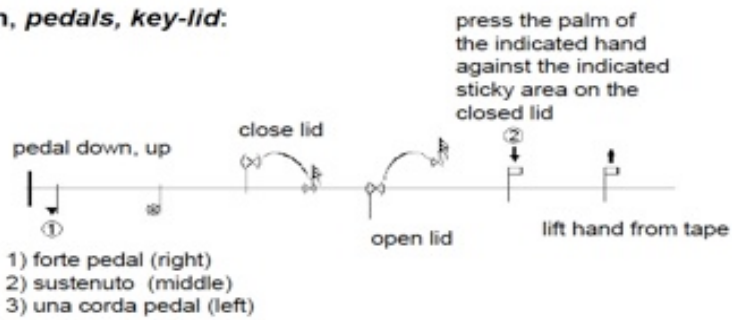 n, pedals, key-lid:
press the palm of
the indicated hand
against the indicated
sticky area on the
closed lid
②
close lid
pedal down, up
①
open lid
lift hand from tape
1) forte pedal (right)
2) sustenuto (middle)
3) una corda pedal (left)